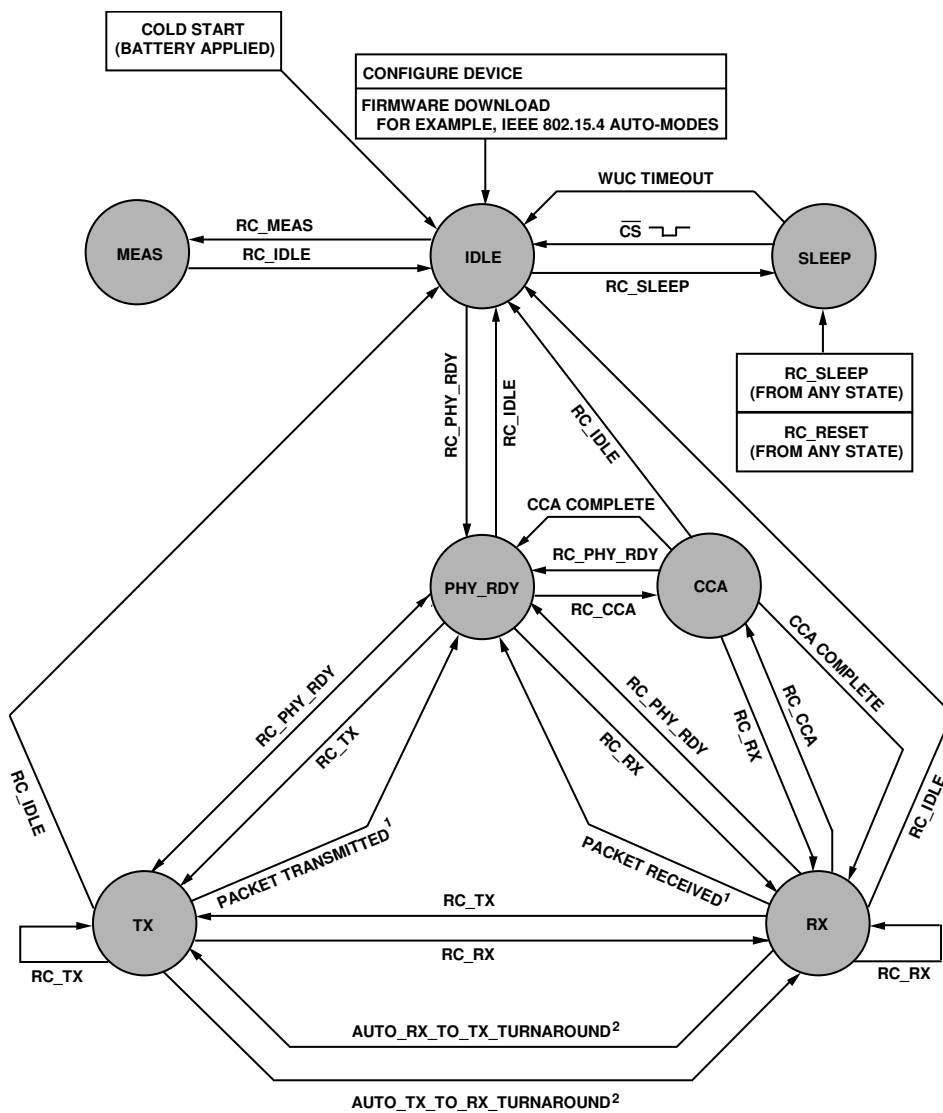 COLD START
(BATTERY APPLIED)
CONFIGURE DEVICE
FIRMWARE DOWNLOAD
FOR EXAMPLE, IEEE 802.15.4 AUTO-MODES
WUC TIMEOUT
MEAS
RC_MEAS
RC_IDLE
IDLE
CS
RC_SLEEP
SLEEP
RC_SLEEP
(FROM ANY STATE)
RC_RESET
(FROM ANY STATE)
RC_PHY_RDY
RC_IDLE
RC_IDLE
CCA COMPLETE
RC_PHY_RDY
RC_CCA
PHY_RDY
CCA
CCA COMPLETE
RC_PHY_RDY
RC_TX
RC_PHY_RDY
RC_RX
RC_RX
RC_CCA
RC_IDLE
RC_IDLE
PACKET TRANSMITTED1
PACKET RECEIVED1
TX
RC_TX
RC_RX
RX
RC_TX
RC_RX
AUTO_RX_TO_TX_TURNAROUND2
AUTO_TX_TO_RX_TURNAROUND2